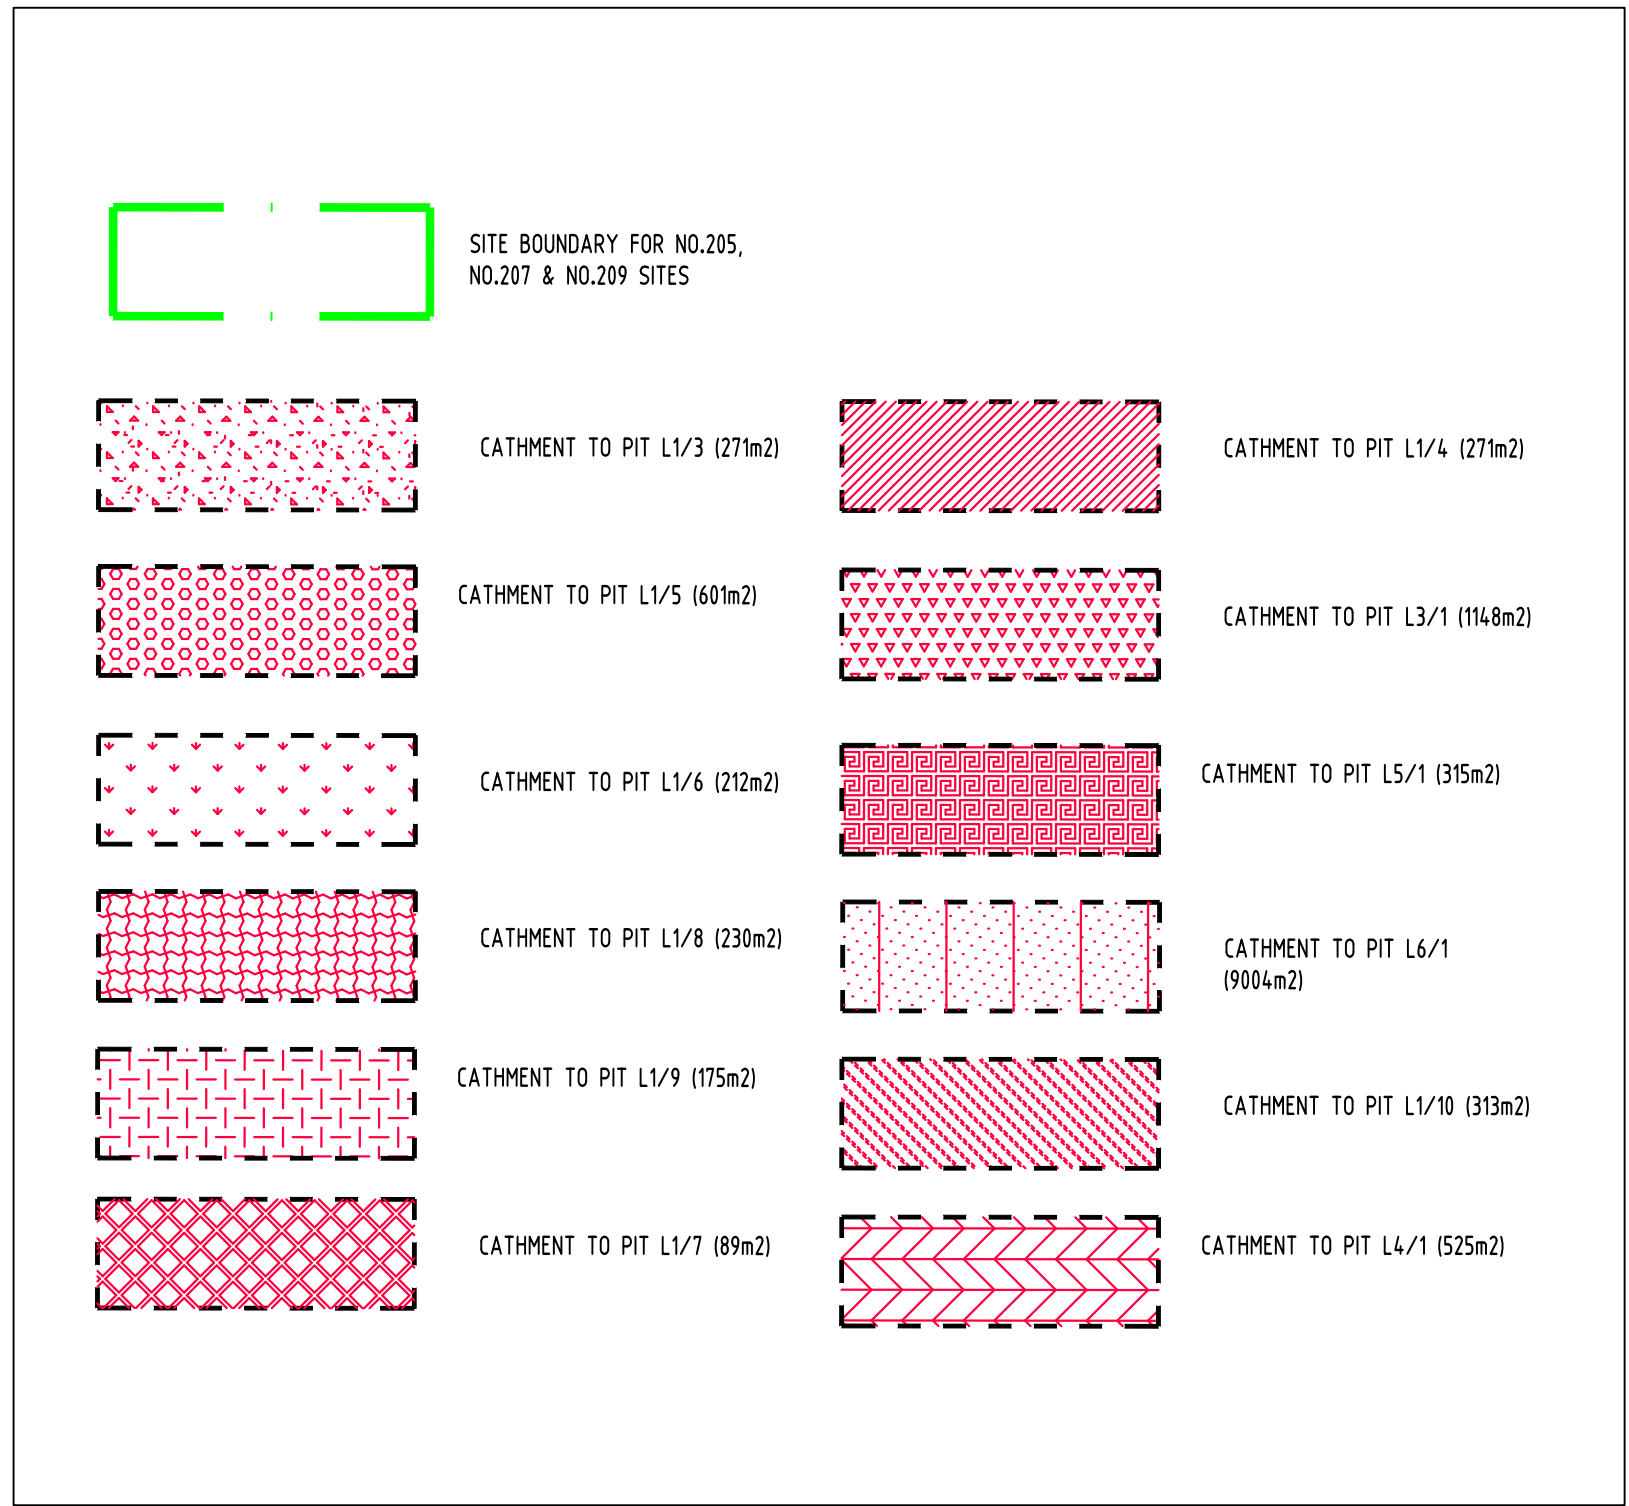 SITE BOUNDARY FOR NO.205,
NO.207 & NO.209 SITES
CATHMENT TO PIT L1/3 (271m2)
CATHMENT TO PIT L1/4 (271m2)
CATHMENT TO PIT L1/5 (601m2)
CATHMENT TO PIT L3/1 (1148m2)
CATHMENT TO PIT L1/6 (212m2)
CATHMENT TO PIT L5/1 (315m2)
CATHMENT TO PIT L1/8 (230m2)
CATHMENT TO PIT L6/1
(9004m2)
CATHMENT TO PIT L1/9 (175m2)
CATHMENT TO PIT L1/10 (313m2)
CATHMENT TO PIT L1/7 (89m2)
CATHMENT TO PIT L4/1 (525m2)